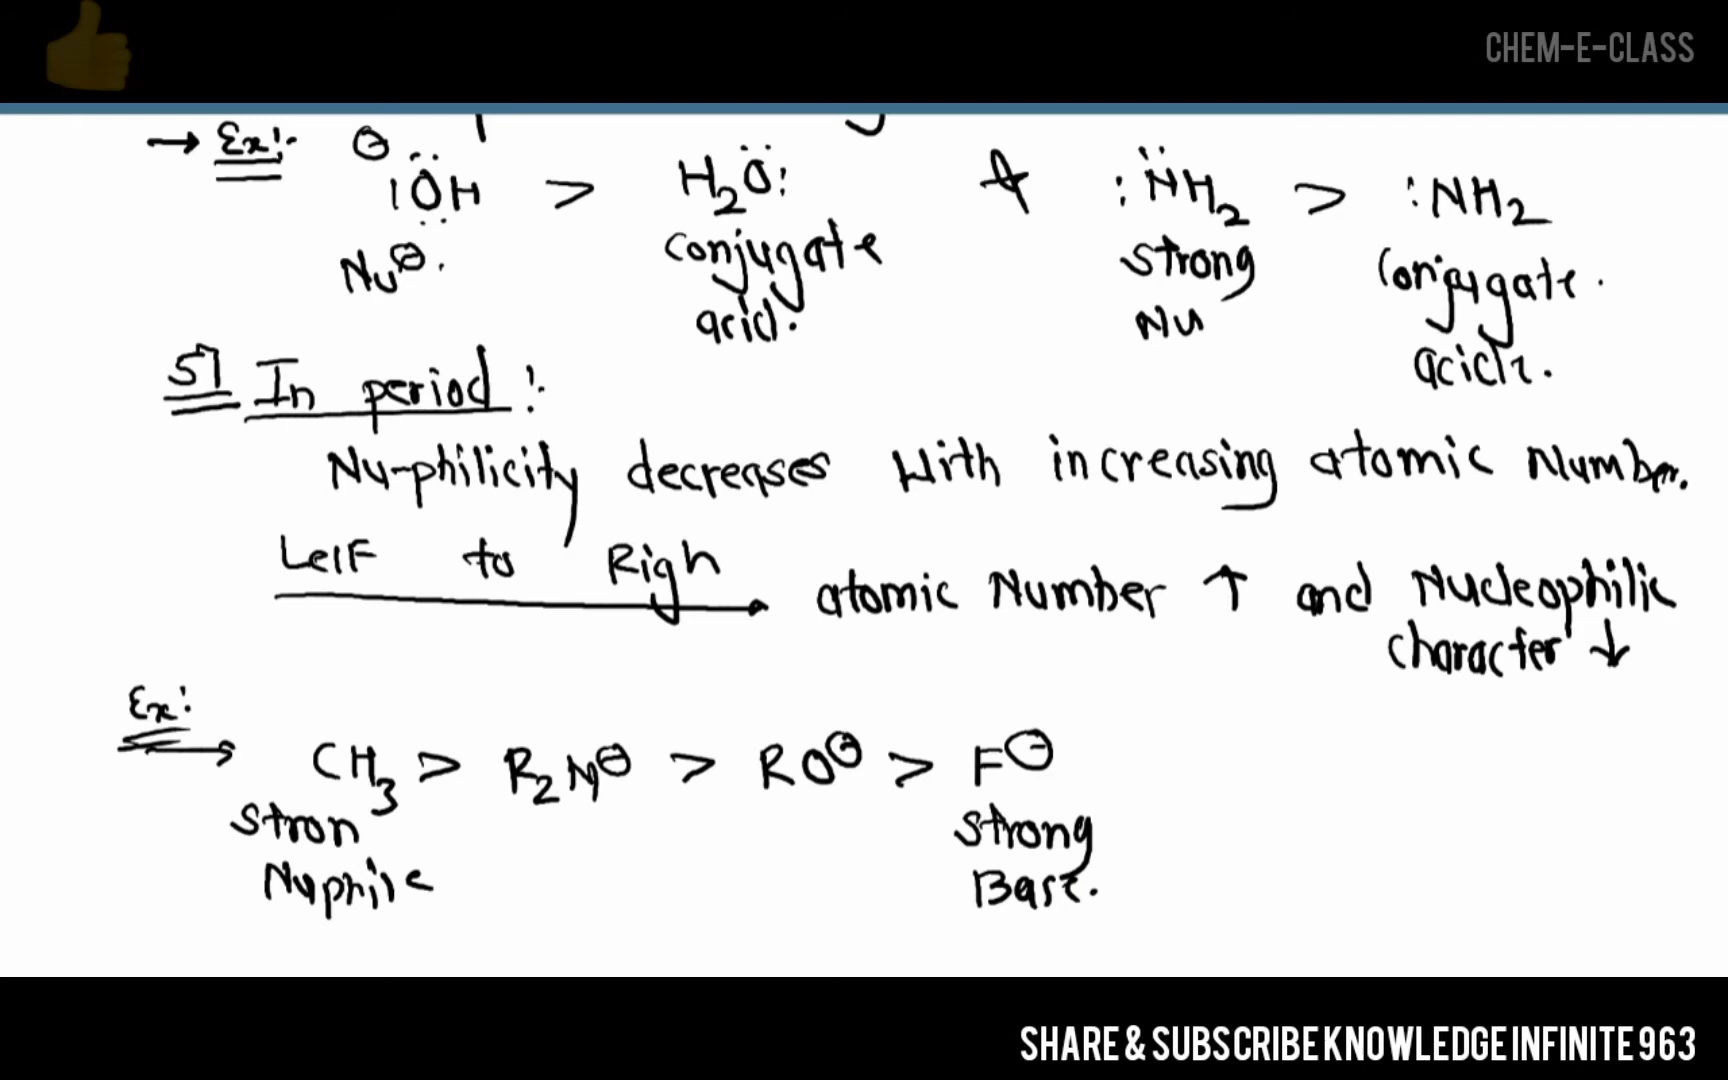 CHEM-E-CLASS
→ Ex:- ⊖:ÖH > H₂Ö: & :N̈H₂ > :NH₂
Nu⊖. conjugate acid. strong Nu conjugate. acid.
5] In period :-
Nu-philicity decreases with increasing atomic Number.
Left to Righ → atomic Number ↑ and Nucleophilic character ↓
Ex:
→ CH₃ > R₂N⊖ > RO⊖ > F⊖
stron Nuphile strong Base.
SHARE & SUBSCRIBE KNOWLEDGE INFINITE 963